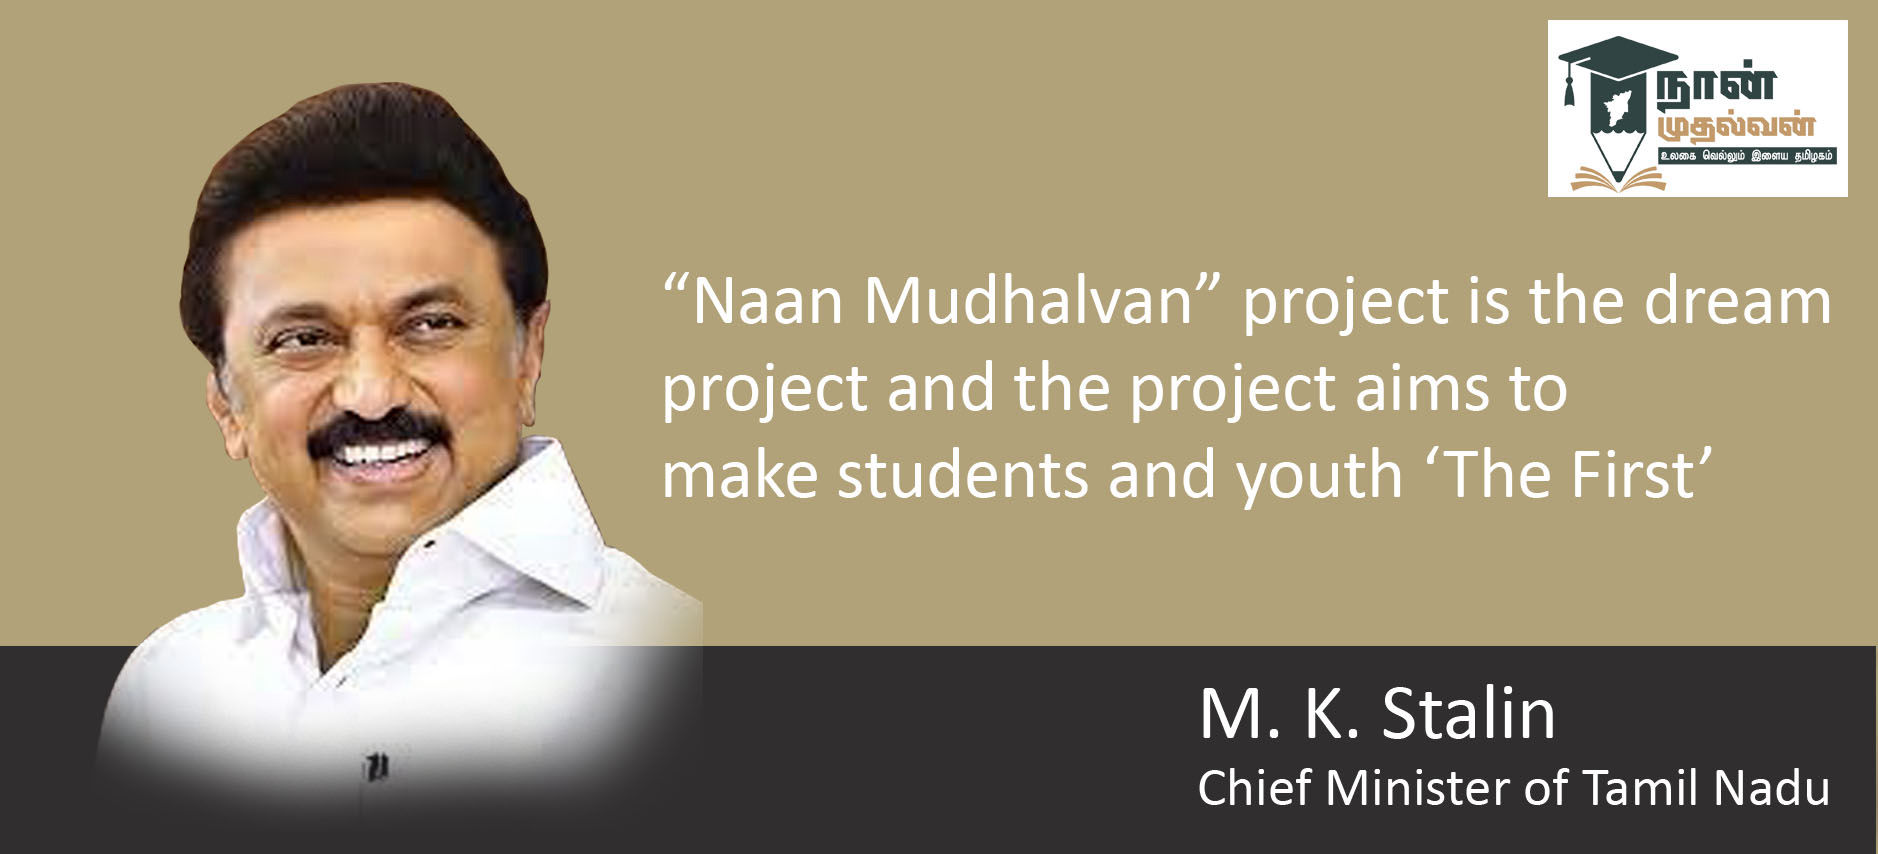 நான்
முதல்வன்
உலகை வெல்லும் இளைய தமிழகம்
“Naan Mudhalvan” project is the dream
project and the project aims to
make students and youth ‘The First’
M. K. Stalin
Chief Minister of Tamil Nadu